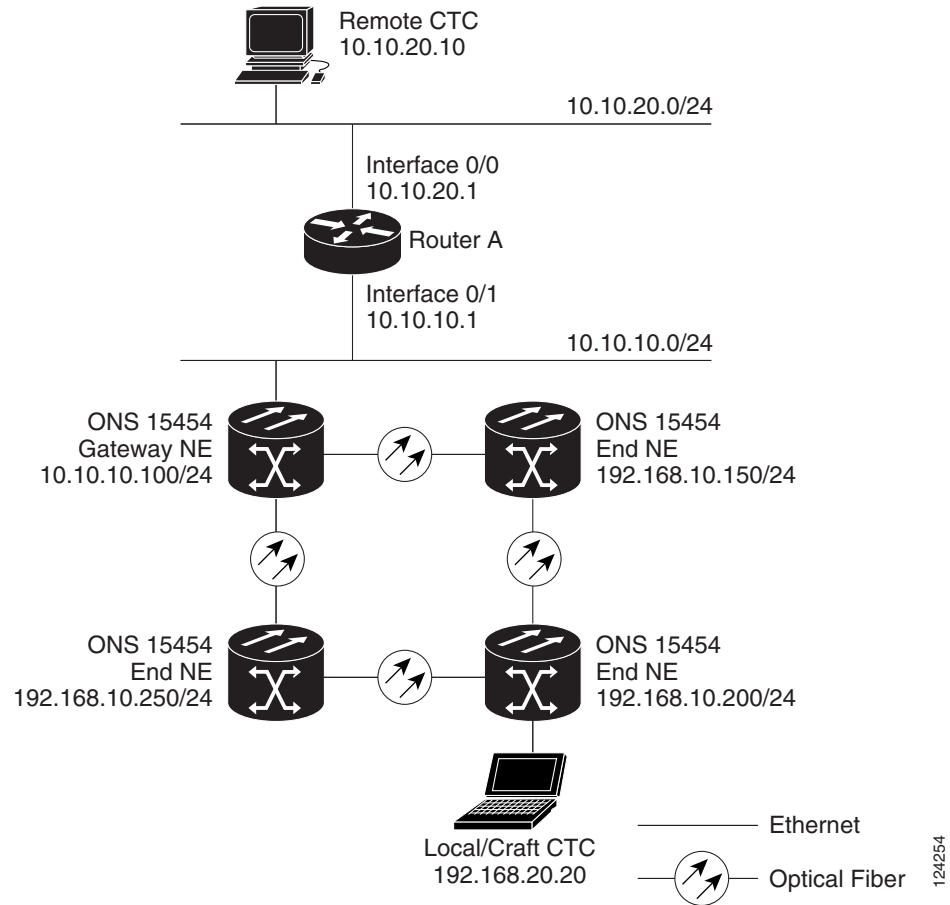 Remote CTC
10.10.20.10
10.10.20.0/24
Interface 0/0
10.10.20.1
Router A
Interface 0/1
10.10.10.1
10.10.10.0/24
ONS 15454
Gateway NE
10.10.10.100/24
ONS 15454
End NE
192.168.10.150/24
ONS 15454
End NE
192.168.10.250/24
ONS 15454
End NE
192.168.10.200/24
Local/Craft CTC
192.168.20.20
Ethernet
Optical Fiber
124254